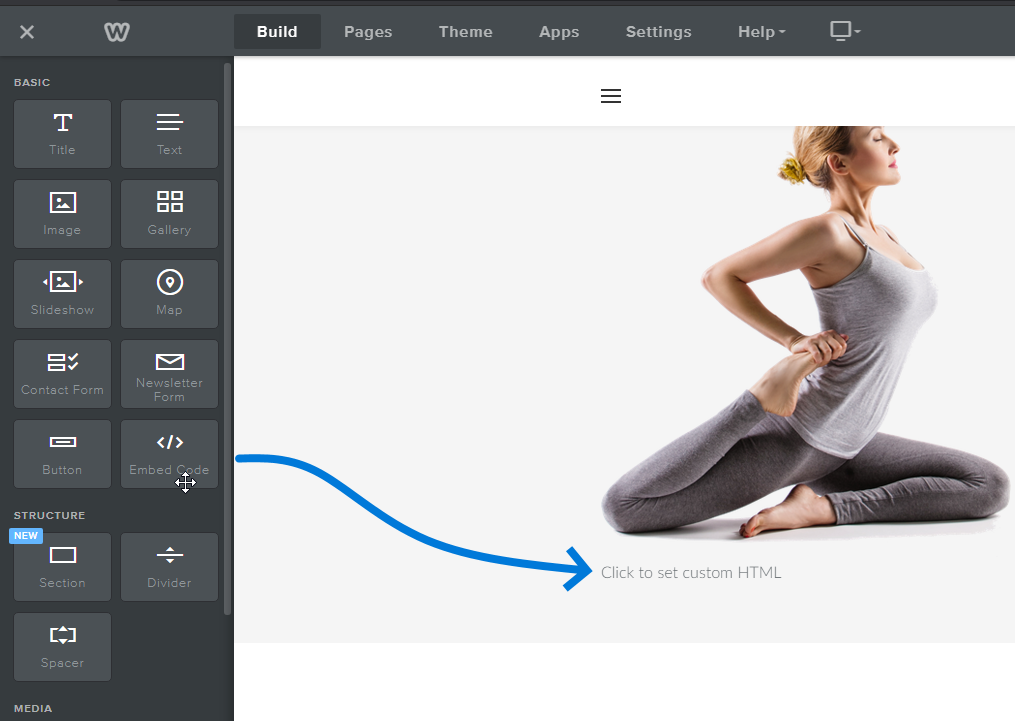 Build
Pages
Theme
Apps
Settings
Help
BASIC
Title
Text
Image
Gallery
Slideshow
Map
Contact Form
Newsletter
Form
Button
Embed Code
STRUCTURE
NEW
Section
Divider
Spacer
MEDIA
Click to set custom HTML